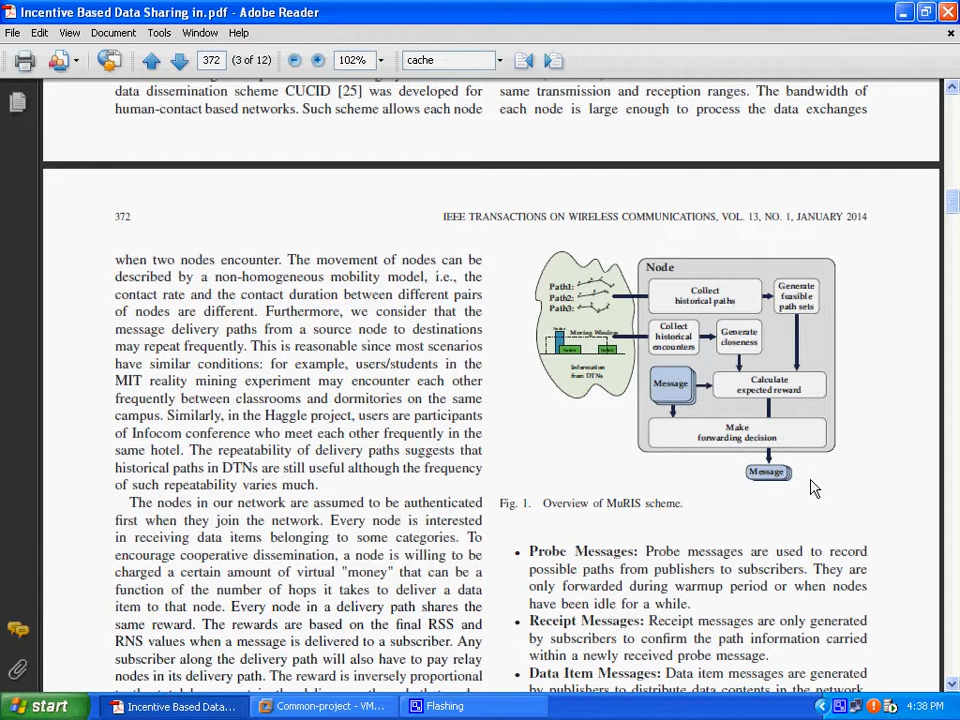 Incentive Based Data Sharing in.pdf - Adobe Reader
File Edit View Document Tools Window Help
372 (3 of 12) 102% cache
data dissemination scheme CUCID [25] was developed for
human-contact based networks. Such scheme allows each node
same transmission and reception ranges. The bandwidth of
each node is large enough to process the data exchanges
372 IEEE TRANSACTIONS ON WIRELESS COMMUNICATIONS, VOL. 13, NO. 1, JANUARY 2014
when two nodes encounter. The movement of nodes can be
described by a non-homogeneous mobility model, i.e., the
contact rate and the contact duration between different pairs
of nodes are different. Furthermore, we consider that the
message delivery paths from a source node to destinations
may repeat frequently. This is reasonable since most scenarios
have similar conditions: for example, users/students in the
MIT reality mining experiment may encounter each other
frequently between classrooms and dormitories on the same
campus. Similarly, in the Haggle project, users are participants
of Infocom conference who meet each other frequently in the
same hotel. The repeatability of delivery paths suggests that
historical paths in DTNs are still useful although the frequency
of such repeatability varies much.
The nodes in our network are assumed to be authenticated
first when they join the network. Every node is interested
in receiving data items belonging to some categories. To
encourage cooperative dissemination, a node is willing to be
charged a certain amount of virtual "money" that can be a
function of the number of hops it takes to deliver a data
item to that node. Every node in a delivery path shares the
same reward. The rewards are based on the final RSS and
RNS values when a message is delivered to a subscriber. Any
subscriber along the delivery path will also have to pay relay
nodes in its delivery path. The reward is inversely proportional
Path1:
Path2:
Path3:
Moving Window
Information
from DTNs
Node
Collect
historical paths
Generate
feasible
path sets
Collect
historical
encounters
Generate
closeness
Message
Calculate
expected reward
Make
forwarding decision
Message
Fig. 1. Overview of MuRIS scheme.
• Probe Messages: Probe messages are used to record
possible paths from publishers to subscribers. They are
only forwarded during warmup period or when nodes
have been idle for a while.
• Receipt Messages: Receipt messages are only generated
by subscribers to confirm the path information carried
within a newly received probe message.
• Data Item Messages: Data item messages are generated
by publishers to distribute data contents in the network.
start Incentive Based Data... Common-project - VM... Flashing 4:38 PM